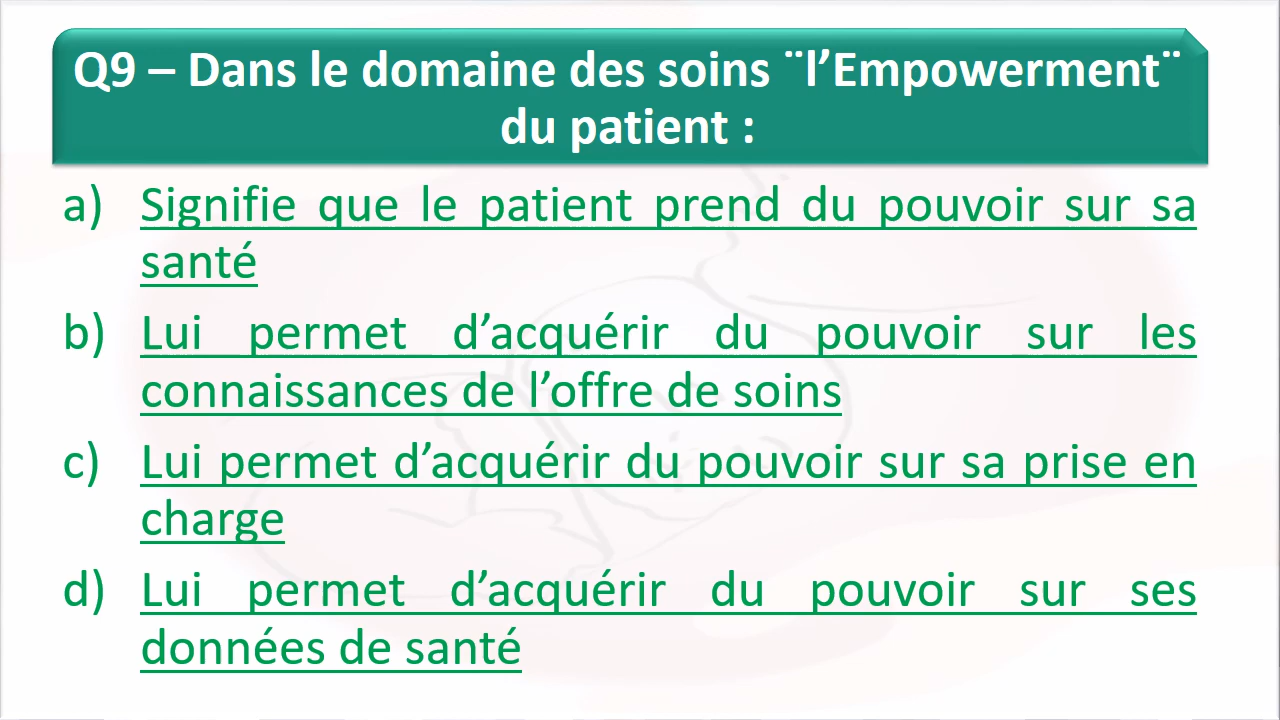 Q9 – Dans le domaine des soins ¨l’Empowerment¨
du patient :
a) Signifie que le patient prend du pouvoir sur sa
santé
b) Lui permet d’acquérir du pouvoir sur les
connaissances de l’offre de soins
c) Lui permet d’acquérir du pouvoir sur sa prise en
charge
d) Lui permet d’acquérir du pouvoir sur ses
données de santé